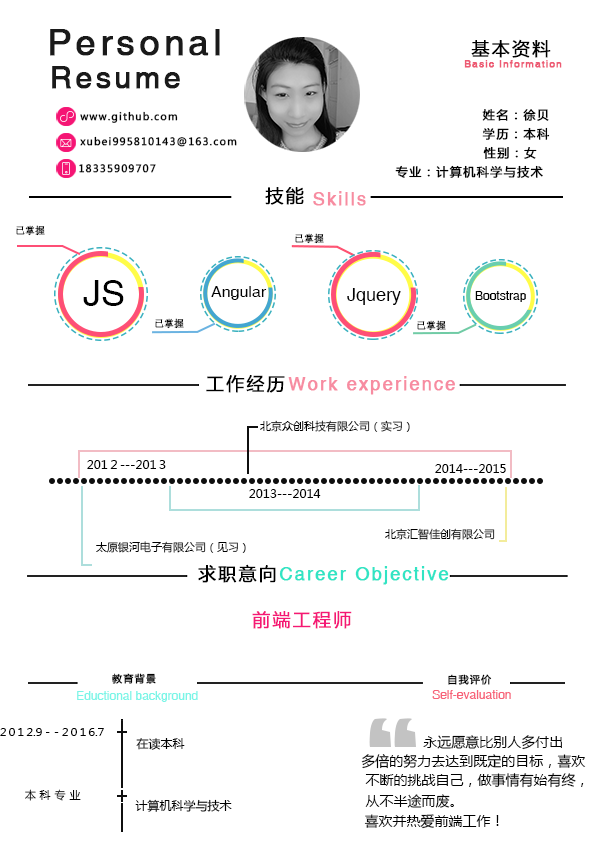 Personal
Resume
www.github.com
xubei995810143@163.com
18335909707
基本资料
Basic Information
姓名：徐贝
学历：本科
性别：女
专业：计算机科学与技术
技能 Skills
已掌握
JS
已掌握
Angular
已掌握
Jquery
已掌握
Bootstrap
工作经历Work experience
北京众创科技有限公司（实习）
2012---2013
2014---2015
2013---2014
北京汇智佳创有限公司
太原银河电子有限公司（见习）
求职意向Career Objective
前端工程师
教育背景
Eductional background
2012.9--2016.7
在读本科
本科专业
计算机科学与技术
自我评价
Self-evaluation
永远愿意比别人多付出
多倍的努力去达到既定的目标，喜欢
不断的挑战自己，做事情有始有终，
从不半途而废。
喜欢并热爱前端工作！